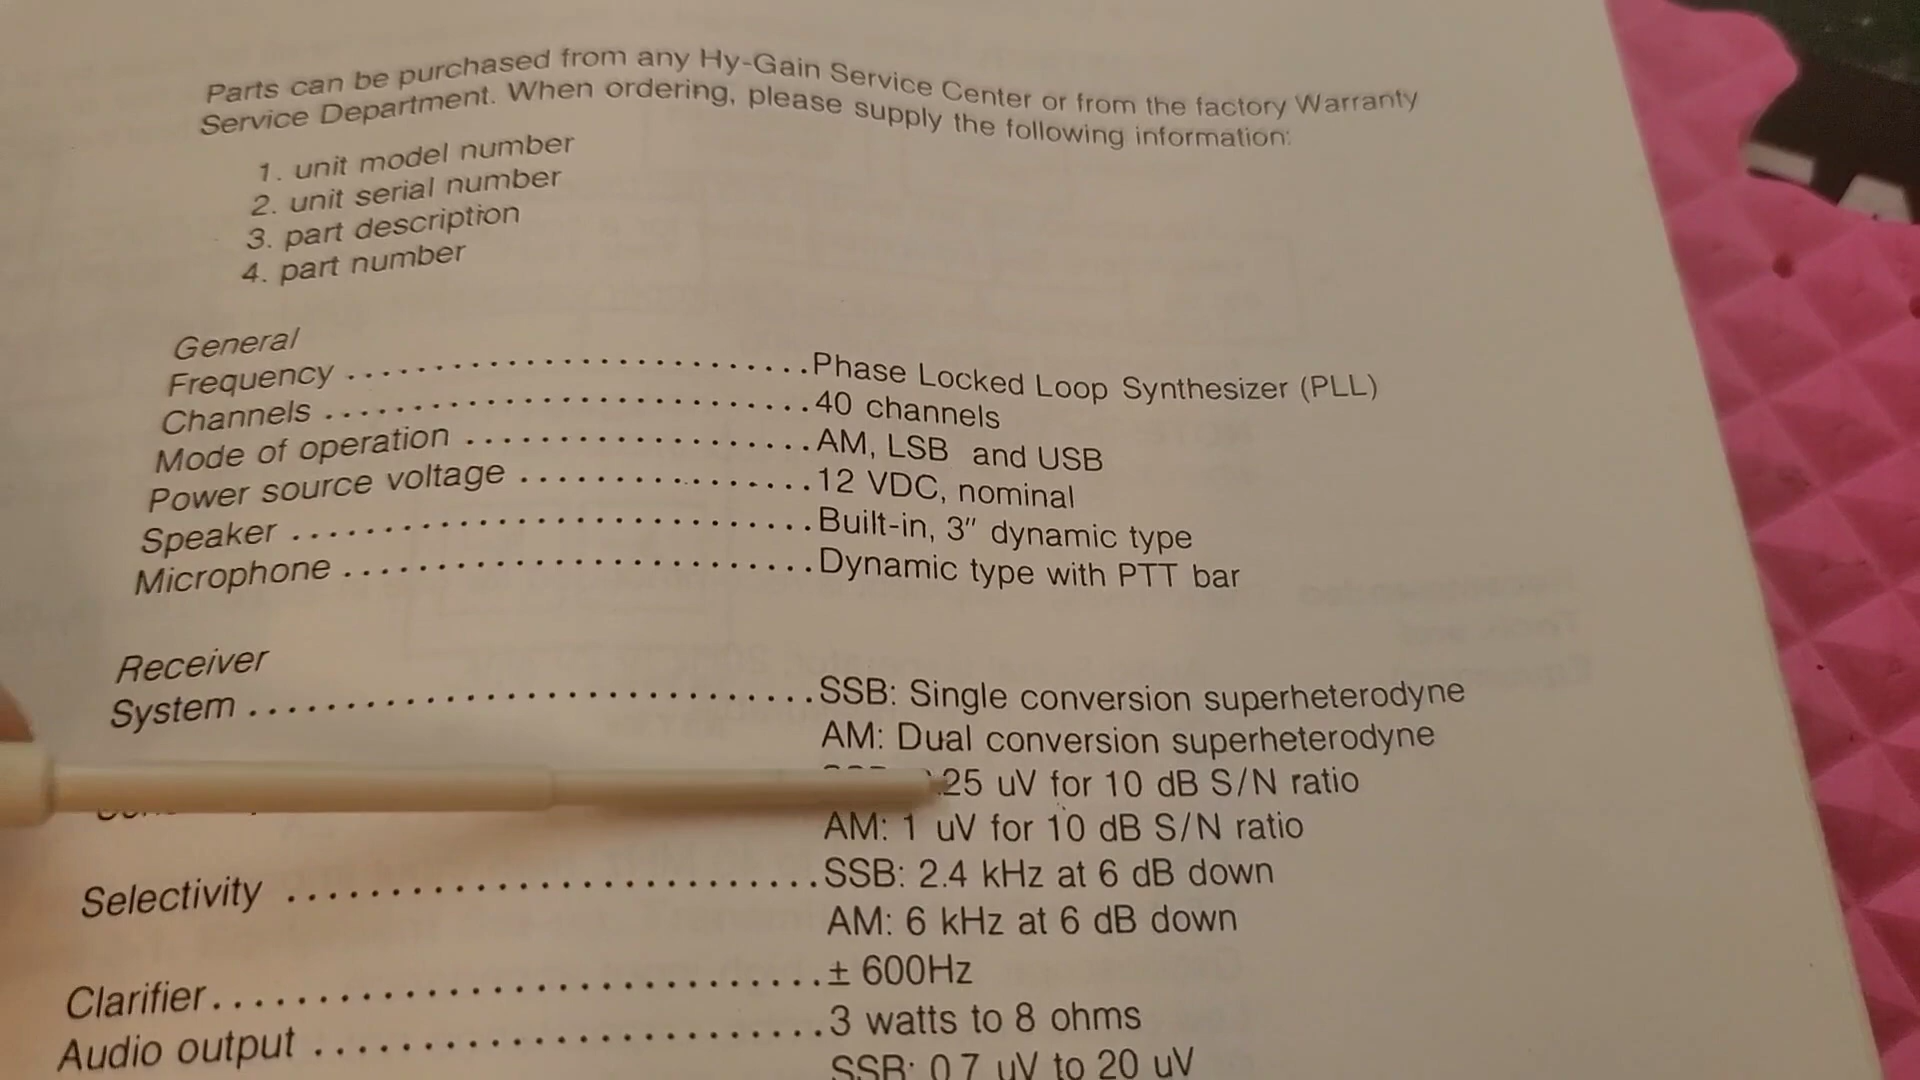 Parts can be purchased from any Hy-Gain Service Center or from the factory Warranty
Service Department. When ordering, please supply the following information:
1. unit model number
2. unit serial number
3. part description
4. part number
General
Frequency ........................... Phase Locked Loop Synthesizer (PLL)
Channels ............................ 40 channels
Mode of operation .................... AM, LSB and USB
Power source voltage ................. 12 VDC, nominal
Speaker .............................. Built-in, 3" dynamic type
Microphone ........................... Dynamic type with PTT bar
Receiver
System ............................... SSB: Single conversion superheterodyne
AM: Dual conversion superheterodyne
.25 uV for 10 dB S/N ratio
AM: 1 uV for 10 dB S/N ratio
Selectivity ............................ SSB: 2.4 kHz at 6 dB down
AM: 6 kHz at 6 dB down
Clarifier ................................ ± 600Hz
Audio output ........................... 3 watts to 8 ohms
SSB: 0.7 uV to 20 uV